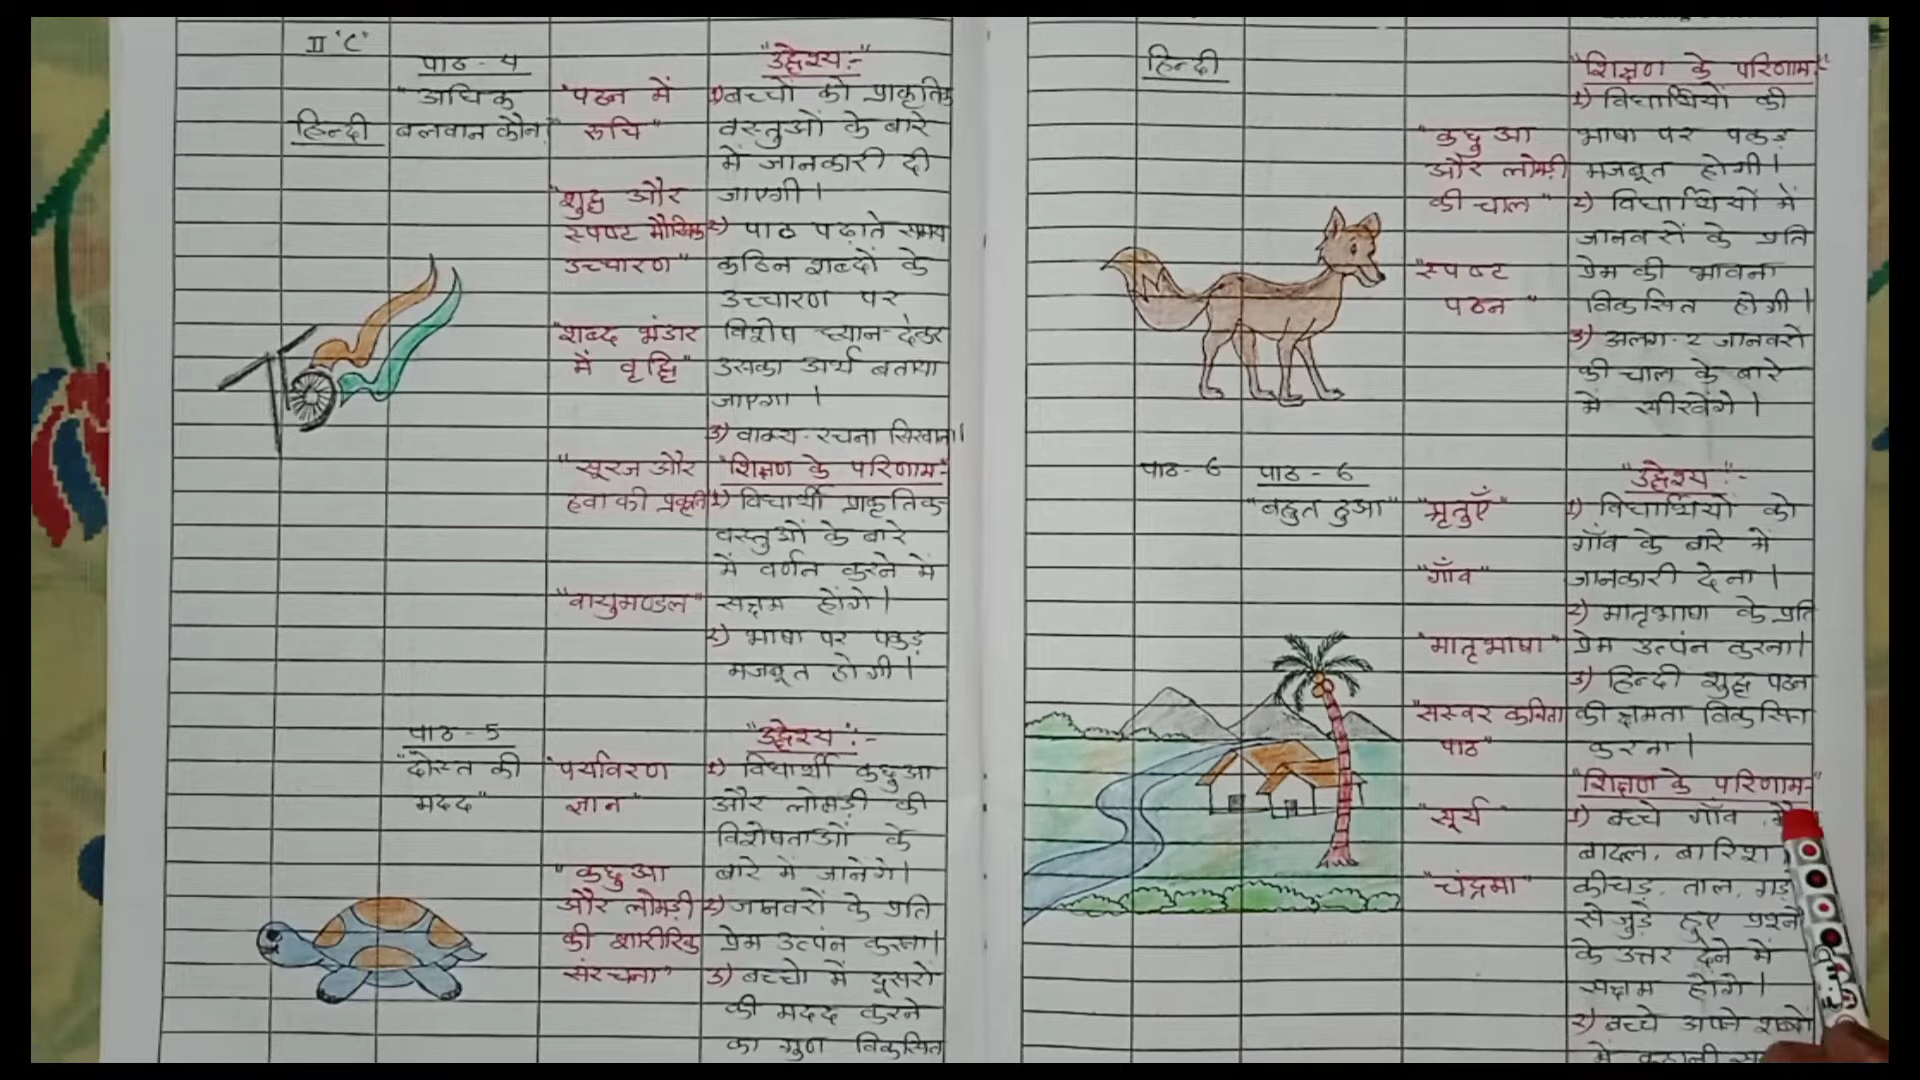 II 'C'
पाठ - 4
"अधिक
हिन्दी बलवान कौन"
"पठन में
रूचि"
"शुद्ध और
स्पष्ट मौखिक
उच्चारण"
"शब्द भंडार
में वृद्धि"
"सूरज और
हवा की प्रकृति"
"वायुमण्डल"
"उद्देश्य:-"
1) बच्चों को प्राकृतिक
वस्तुओं के बारे
में जानकारी दी
जाएगी।
2) पाठ पढ़ाते समय
कठिन शब्दों के
उच्चारण पर
विशेष ध्यान देकर
उसका अर्थ बताया
जाएगा।
3) वाक्य-रचना सिखाना।
"शिक्षण के परिणाम:-"
1) विद्यार्थी प्राकृतिक
वस्तुओं के बारे
में वर्णन करने में
सक्षम होंगे।
2) भाषा पर पकड़
मजबूत होगी।
पाठ - 5
"दोस्त की
मदद"
"पर्यावरण
ज्ञान"
"कछुआ
और लोमड़ी
की शारीरिक
संरचना"
"उद्देश्य":-
1) विद्यार्थी कछुआ
और लोमड़ी की
विशेषताओं के
बारे में जानेंगे।
2) जानवरों के प्रति
प्रेम उत्पंन करना।
3) बच्चो में दूसरों
की मदद करने
का गुण विकसित
हिन्दी
"कछुआ
और लोमड़ी
की चाल"
"स्पष्ट
पठन"
"शिक्षण के परिणाम:-"
1) विद्यार्थियों की
भाषा पर पकड़
मजबूत होगी।
2) विद्यार्थियों में
जानवरों के प्रति
प्रेम की भावना
विकसित होगी।
3) अलग-२ जानवरों
की चाल के बारे
में सीखेंगे।
पाठ-6 पाठ - 6
"बहुत हुआ"
"ॠतुएँ"
"गाँव"
"मातृभाषा"
"सस्वर कविता
पाठ"
"सूर्य"
"चंद्रमा"
"उद्देश्य":-
1) विद्यार्थियों को
गाँव के बारे में
जानकारी देना।
2) मातृभाषा के प्रति
प्रेम उत्पंन करना।
3) हिन्दी शुद्ध पठन
की क्षमता विकसित
करना।
"शिक्षण के परिणाम-"
1) बच्चे गाँव में
बादल, बारिश
कीचड़, ताल, गड्ढे
से जुड़े हुए प्रश्नों
के उत्तर देने में
सक्षम होंगे।
2) बच्चे अपने शब्दों
में कहानी